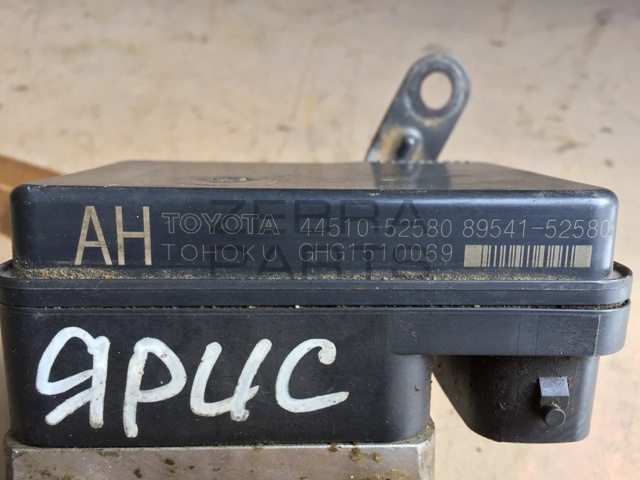 AH TOYOTA 44510-52580 89541-52580
TOHOKU GHG1510069
ZEBRA
PARTS
ЯРИС